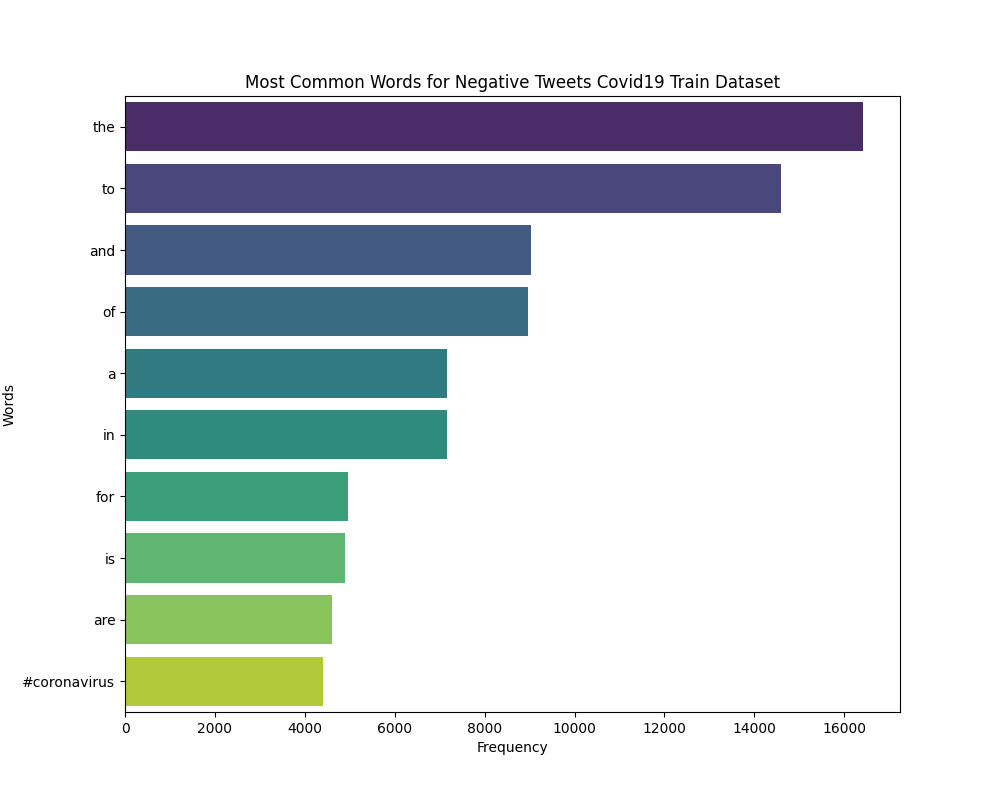 Most Common Words for Negative Tweets Covid19 Train Dataset
the
to
and
of
a
in
for
is
are
#coronavirus
Words
0 2000 4000 6000 8000 10000 12000 14000 16000
Frequency